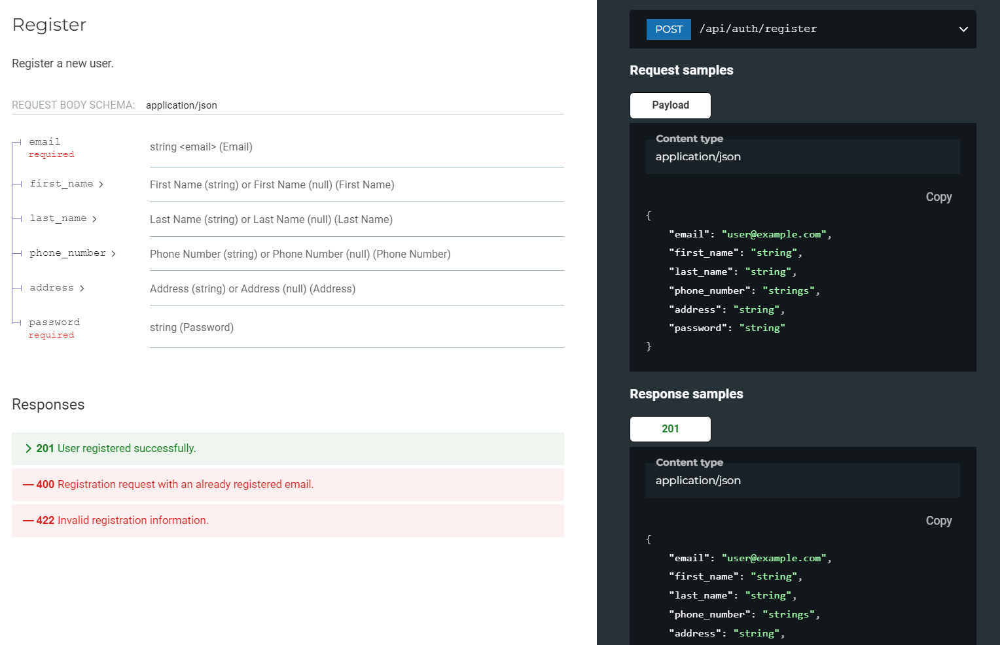 Register
Register a new user.
REQUEST BODY SCHEMA: application/json
email
required
string <email> (Email)
first_name
First Name (string) or First Name (null) (First Name)
last_name
Last Name (string) or Last Name (null) (Last Name)
phone_number
Phone Number (string) or Phone Number (null) (Phone Number)
address
Address (string) or Address (null) (Address)
password
required
string (Password)
Responses
201 User registered successfully.
— 400 Registration request with an already registered email.
— 422 Invalid registration information.
POST /api/auth/register
Request samples
Payload
Content type
application/json
Copy
{
"email": "user@example.com",
"first_name": "string",
"last_name": "string",
"phone_number": "strings",
"address": "string",
"password": "string"
}
Response samples
201
Content type
application/json
Copy
{
"email": "user@example.com",
"first_name": "string",
"last_name": "string",
"phone_number": "strings",
"address": "string",